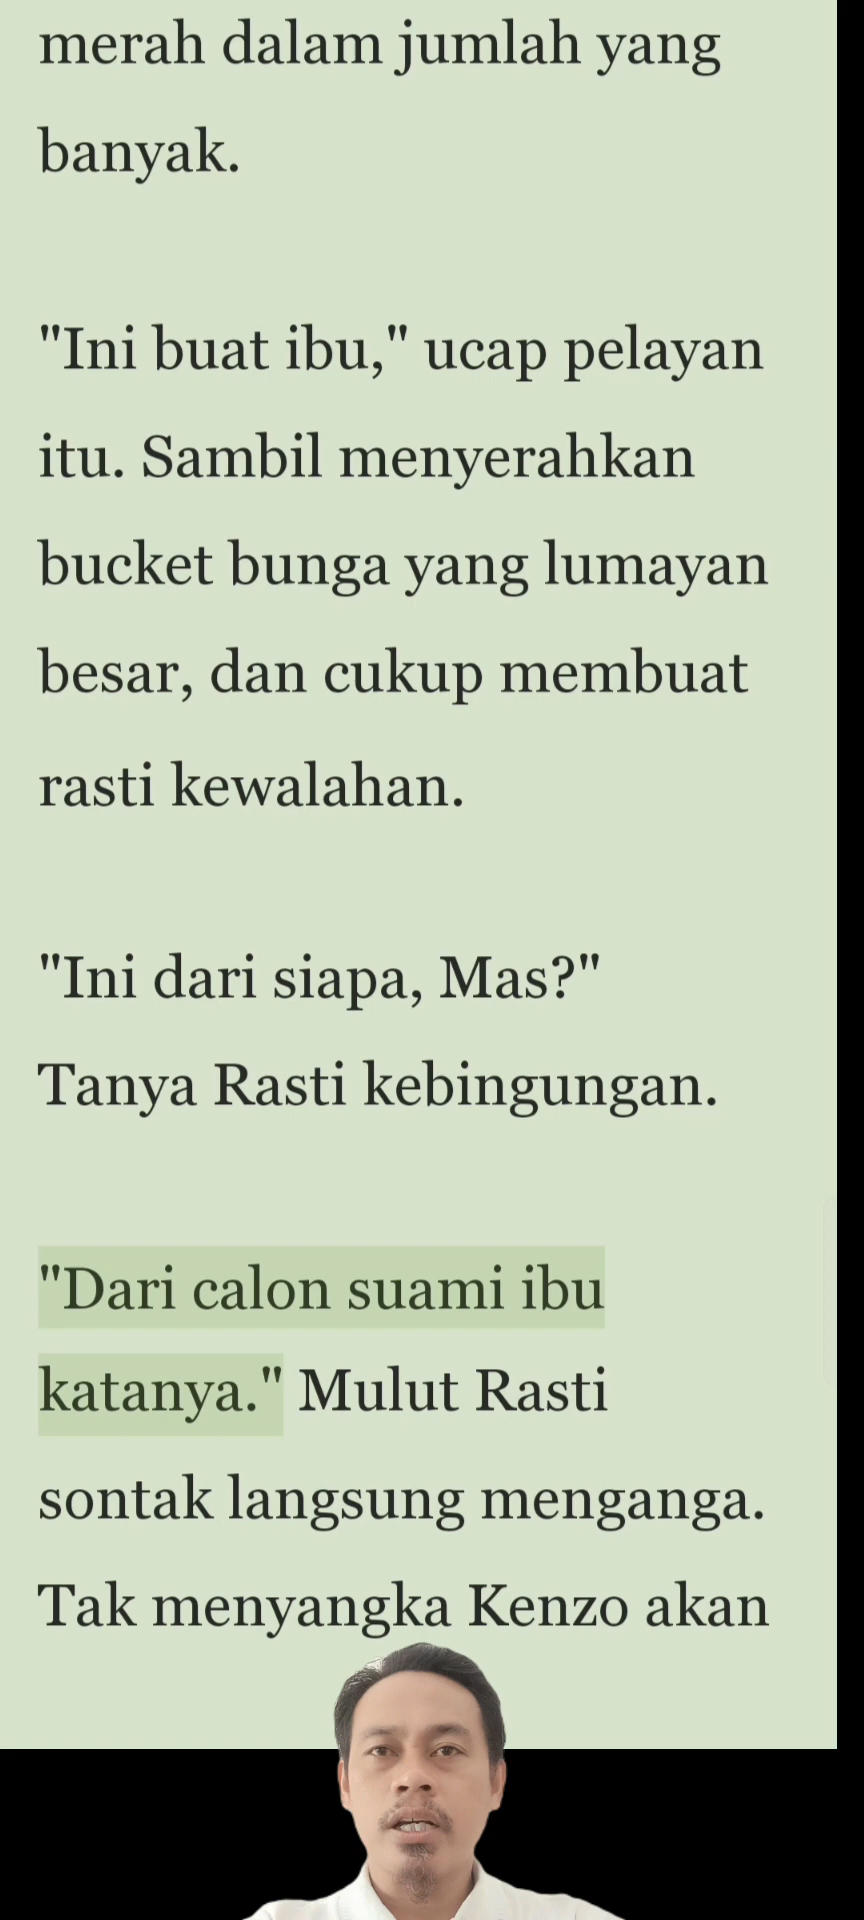 merah dalam jumlah yang
banyak.
"Ini buat ibu," ucap pelayan
itu. Sambil menyerahkan
bucket bunga yang lumayan
besar, dan cukup membuat
rasti kewalahan.
"Ini dari siapa, Mas?"
Tanya Rasti kebingungan.
"Dari calon suami ibu
katanya." Mulut Rasti
sontak langsung menganga.
Tak menyangka Kenzo akan